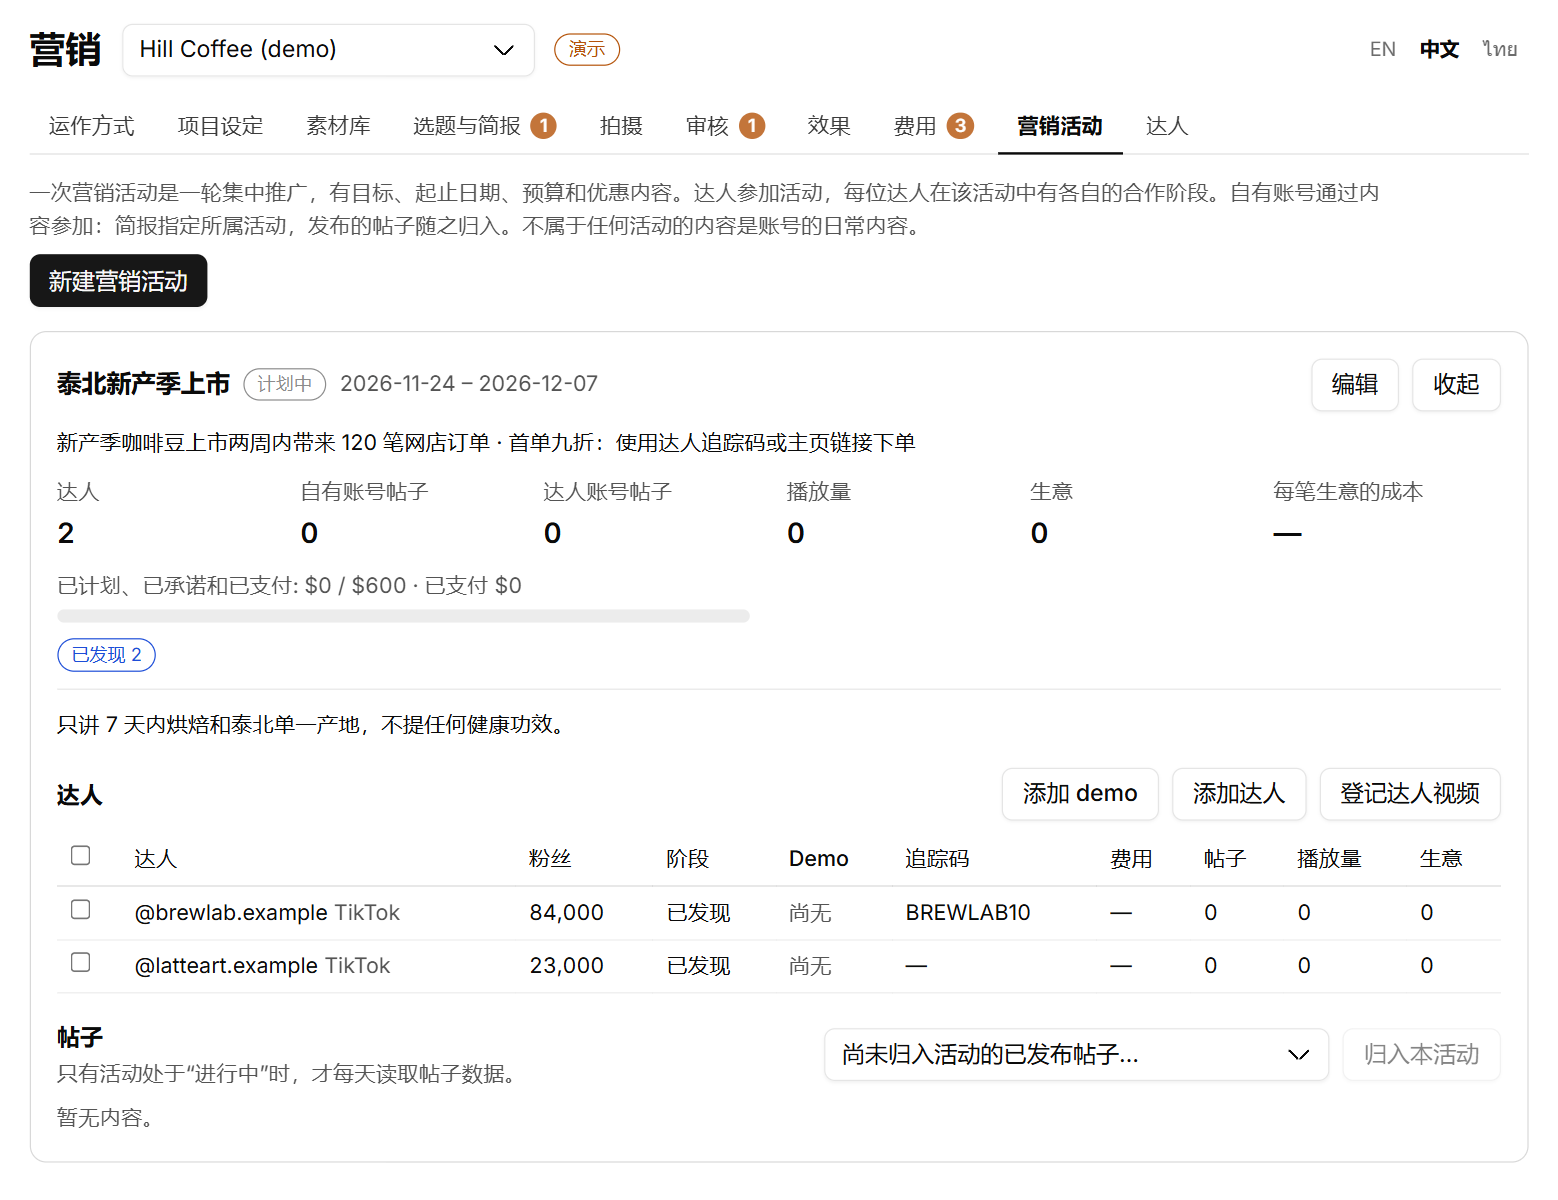 营销
Hill Coffee (demo)
演示
EN 中文 ไทย
运作方式 项目设定 素材库 选题与简报 1 拍摄 审核 1 效果 费用 3 营销活动 达人
一次营销活动是一轮集中推广，有目标、起止日期、预算和优惠内容。达人参加活动，每位达人在该活动中有各自的合作阶段。自有账号通过内
容参加：简报指定所属活动，发布的帖子随之归入。不属于任何活动的内容是账号的日常内容。
新建营销活动
泰北新产季上市 计划中 2026-11-24 – 2026-12-07 编辑 收起
新产季咖啡豆上市两周内带来 120 笔网店订单 · 首单九折：使用达人追踪码或主页链接下单
达人 自有账号帖子 达人账号帖子 播放量 生意 每笔生意的成本
2 0 0 0 0 —
已计划、已承诺和已支付: $0 / $600 · 已支付 $0
已发现 2
只讲 7 天内烘焙和泰北单一产地，不提任何健康功效。
达人 添加 demo 添加达人 登记达人视频
达人 粉丝 阶段 Demo 追踪码 费用 帖子 播放量 生意
@brewlab.example TikTok 84,000 已发现 尚无 BREWLAB10 — 0 0 0
@latteart.example TikTok 23,000 已发现 尚无 — — 0 0 0
帖子
尚未归入活动的已发布帖子... 归入本活动
只有活动处于“进行中”时，才每天读取帖子数据。
暂无内容。